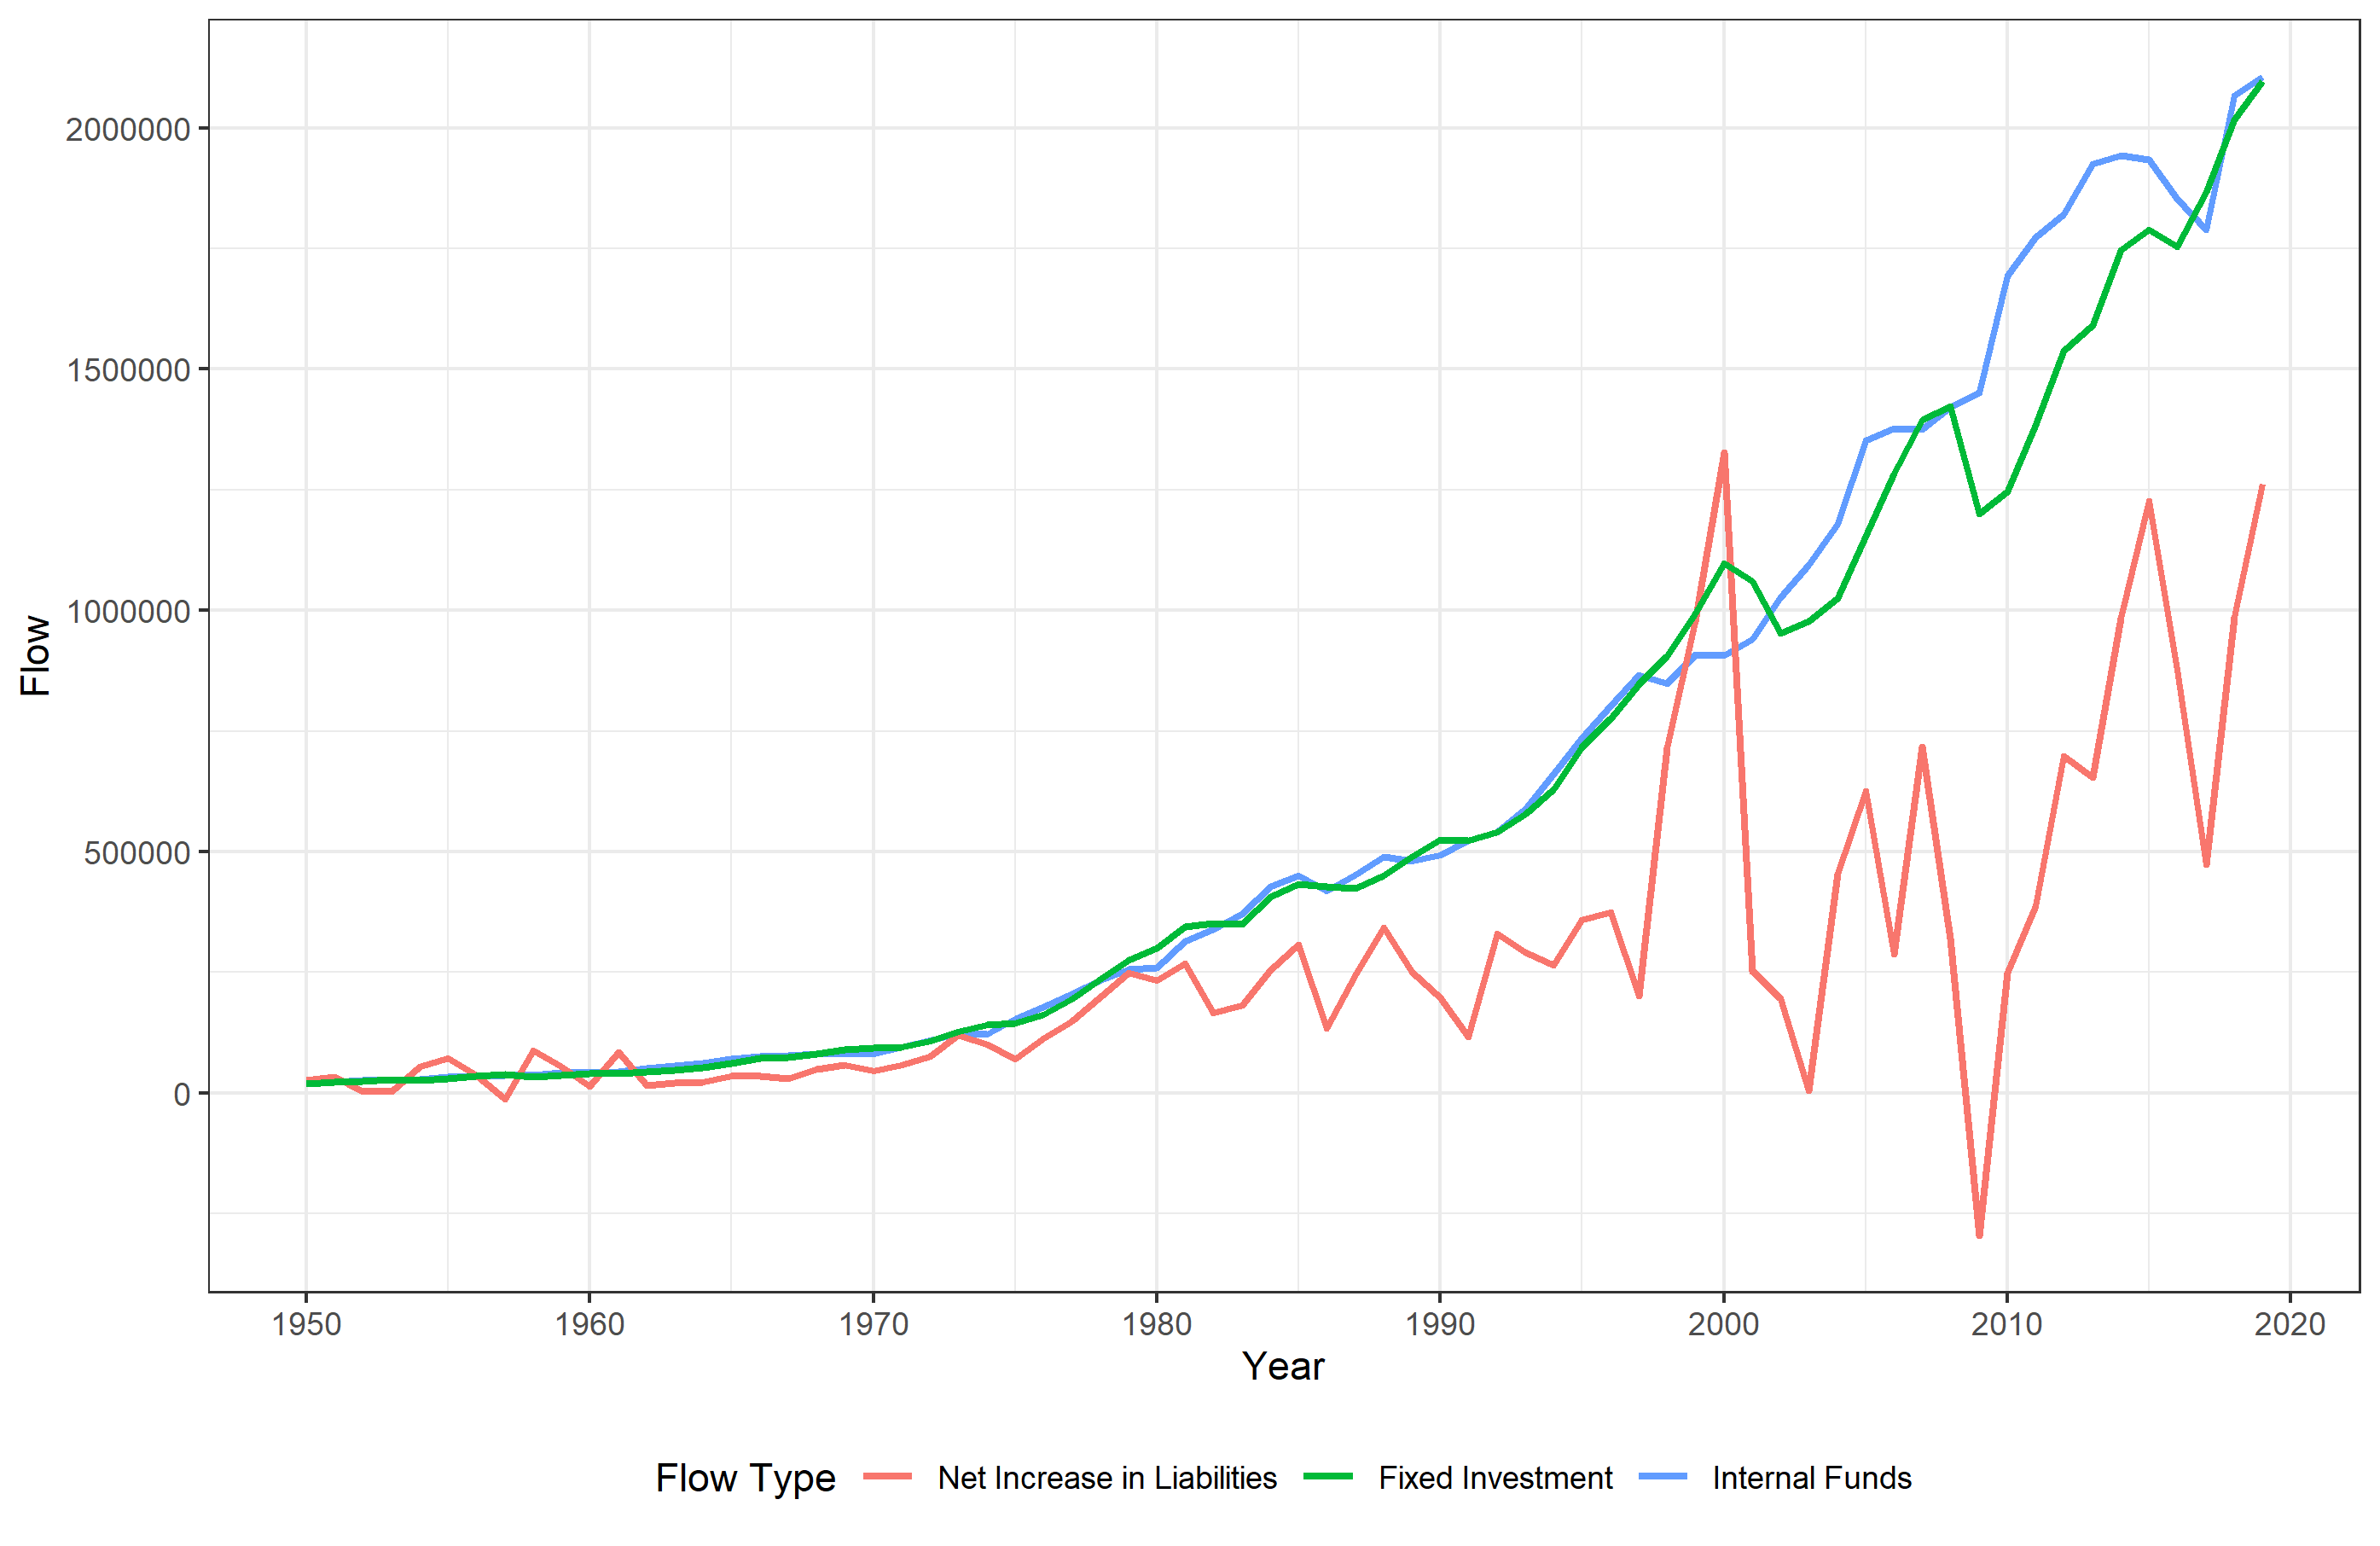 2000000
1500000
1000000
500000
0
Flow
1950 1960 1970 1980 1990 2000 2010 2020
Year
Flow Type Net Increase in Liabilities Fixed Investment Internal Funds